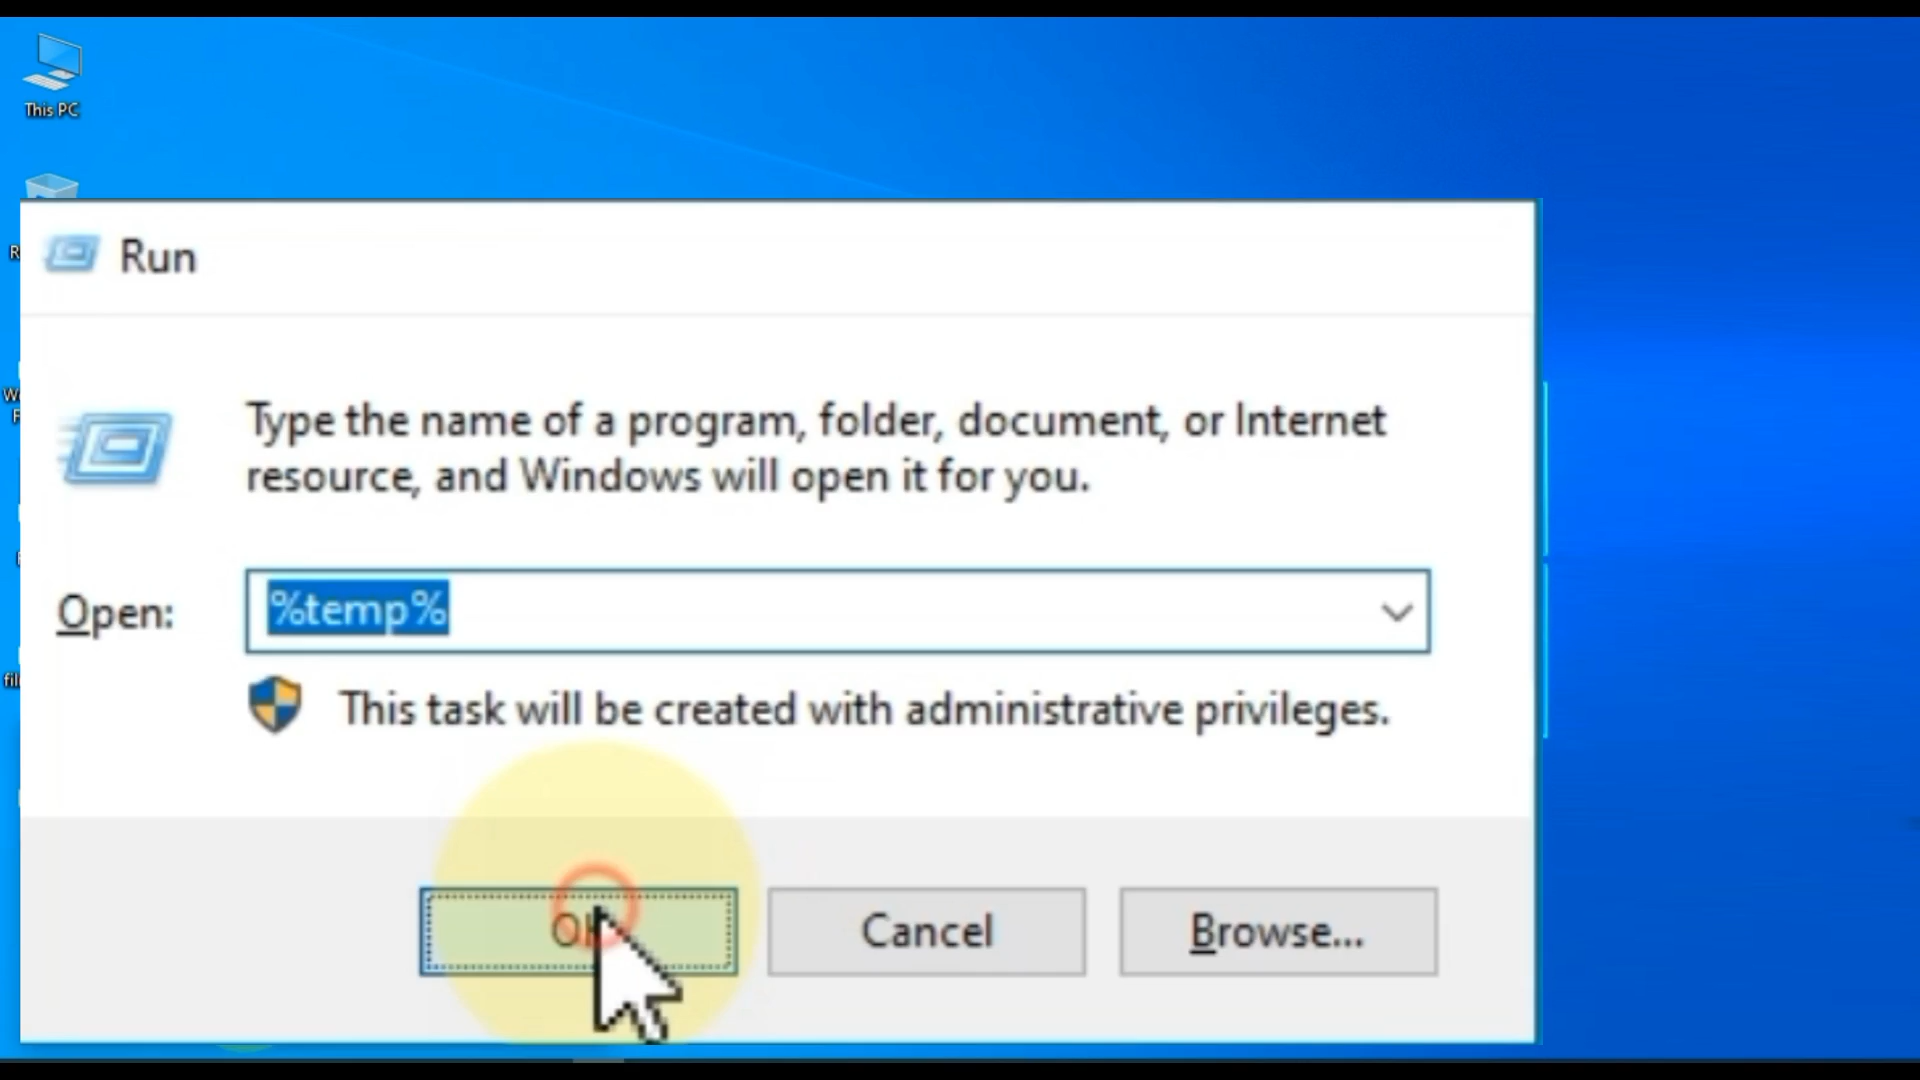 This PC
Run
Type the name of a program, folder, document, or Internet
resource, and Windows will open it for you.
Open:
%temp%
This task will be created with administrative privileges.
Cancel
Browse...